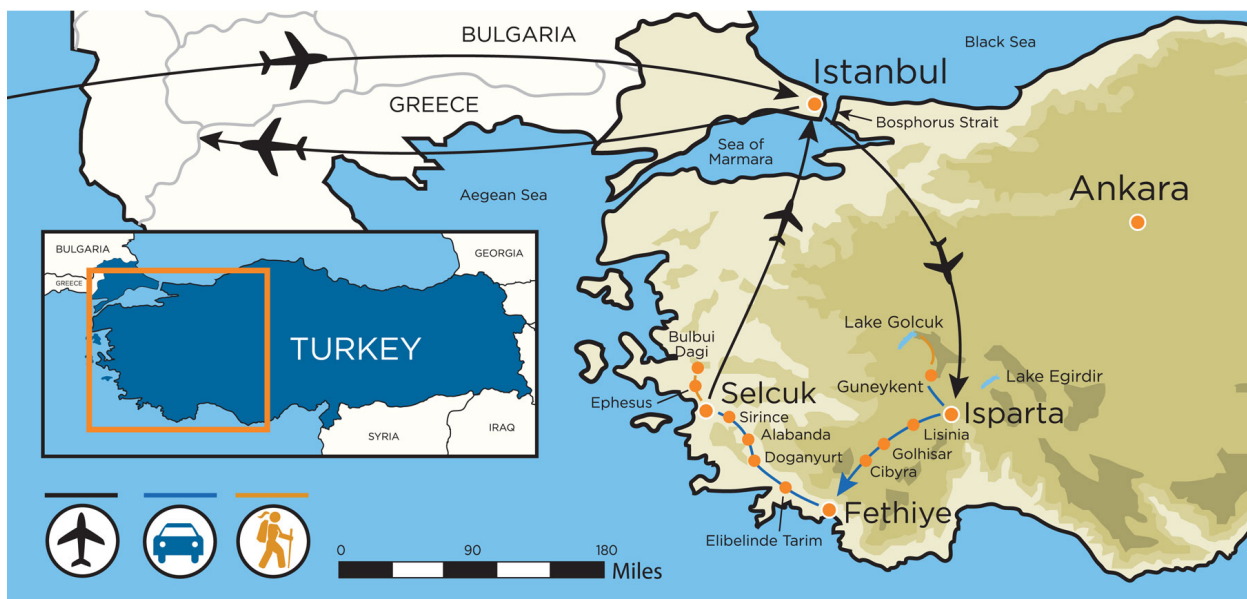 BULGARIA
Black Sea
Istanbul
GREECE
Bosphorus Strait
Sea of
Marmara
Ankara
Aegean Sea
BULGARIA
GEORGIA
GREECE
TURKEY
SYRIA
IRAQ
Lake Golcuk
Bulbui
Dagi
Guneykent
Lake Egirdir
Ephesus
Selcuk
Isparta
Sirince
Lisinia
Alabanda
Golhisar
Doganyurt
Cibyra
Fethiye
Elibelinde Tarim
0
90
180
Miles